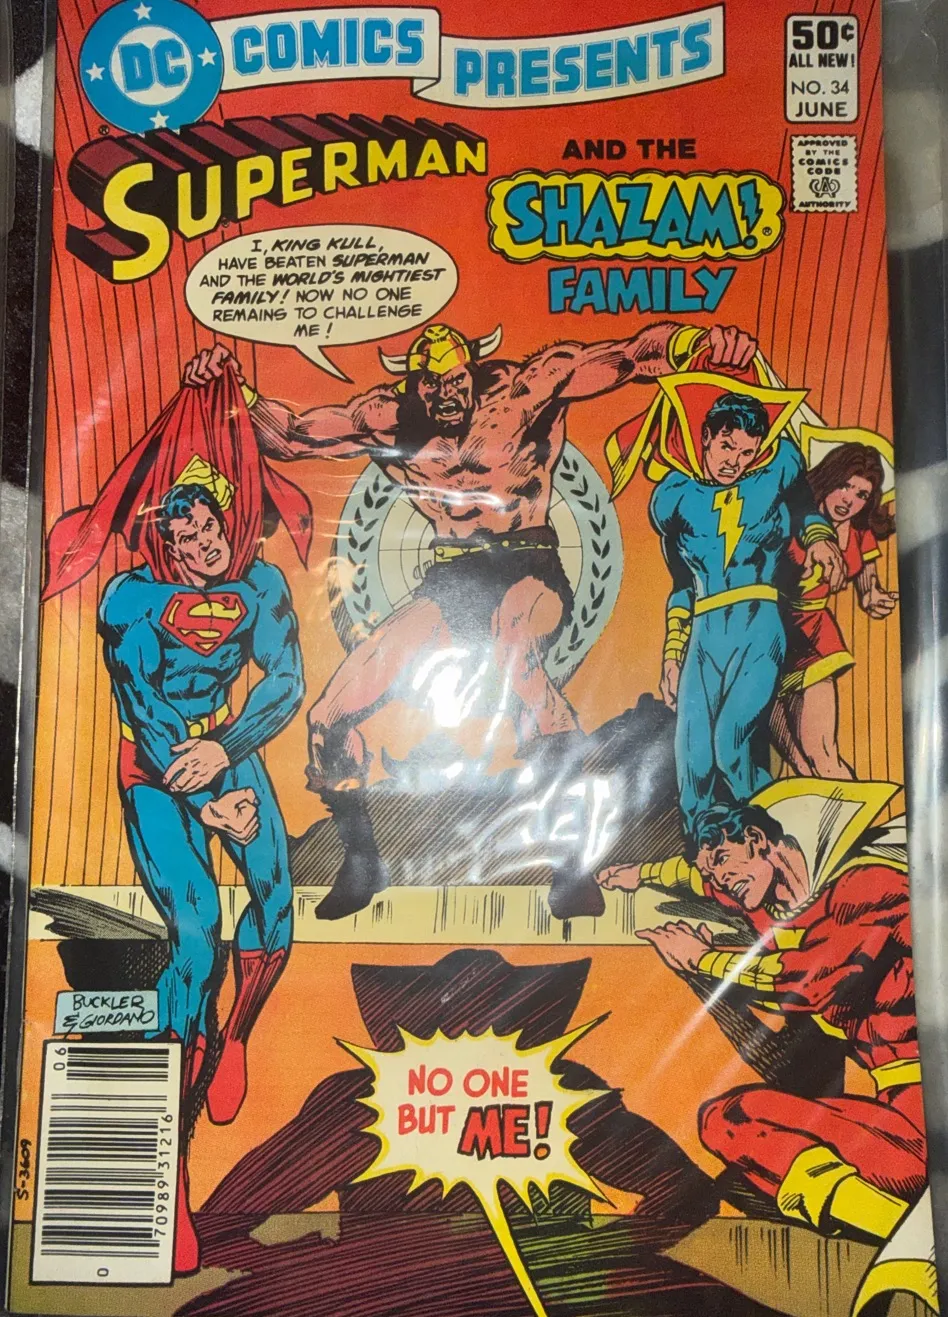 DC
COMICS
PRESENTS
50¢
ALL NEW!
NO. 34
JUNE
APPROVED
BY THE
COMICS
CODE
CA
AUTHORITY
SUPERMAN
AND THE
SHAZAM!
FAMILY
I, KING KULL,
HAVE BEATEN SUPERMAN
AND THE WORLD'S MIGHTIEST
FAMILY! NOW NO ONE
REMAINS TO CHALLENGE
ME!
BUCKLER
& GIORDANO
NO ONE
BUT ME!
S-3609
06
70989 31216
0